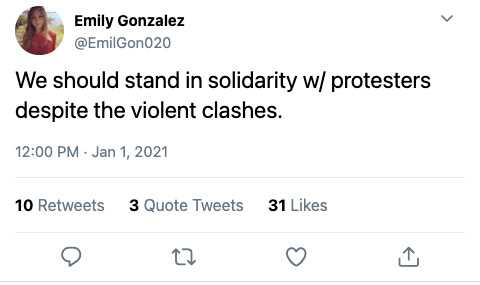 Emily Gonzalez
@EmilGon020
We should stand in solidarity w/ protesters
despite the violent clashes.
12:00 PM · Jan 1, 2021
10 Retweets 3 Quote Tweets 31 Likes